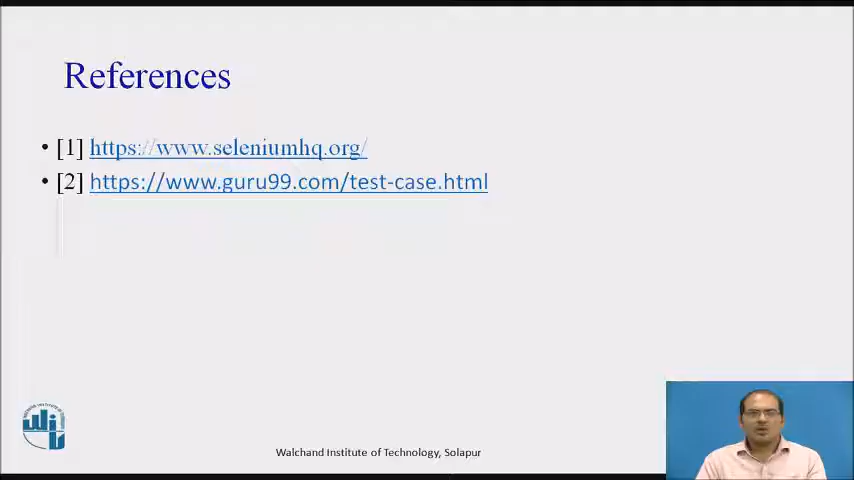 References
• [1] https://www.seleniumhq.org/
• [2] https://www.guru99.com/test-case.html
Walchand Institute of Technology, Solapur